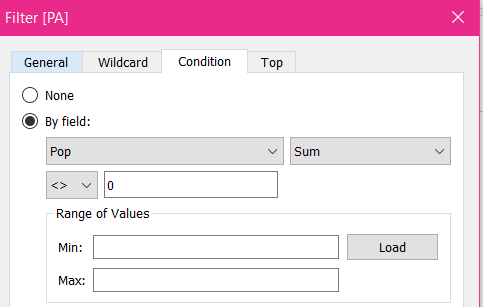 Filter [PA]
General Wildcard Condition Top
None
By field:
Pop Sum
<> 0
Range of Values
Min: Load
Max: